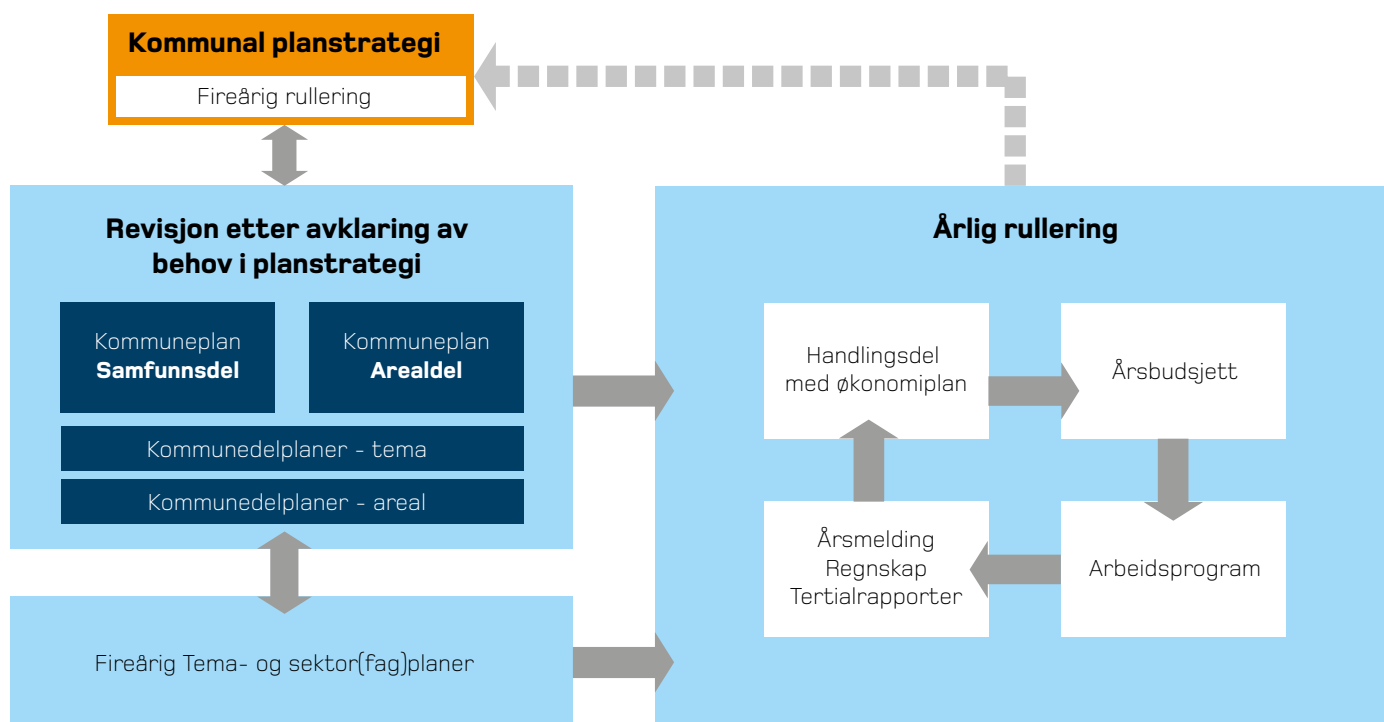 Kommunal planstrategi
Fireårig rullering
Revisjon etter avklaring av
behov i planstrategi
Kommuneplan
Samfunnsdel
Kommuneplan
Arealdel
Kommunedelplaner - tema
Kommunedelplaner - areal
Fireårig Tema- og sektor(fag)planer
Årlig rullering
Handlingsdel
med økonomiplan
Årsbudsjett
Årsmelding
Regnskap
Tertialrapporter
Arbeidsprogram